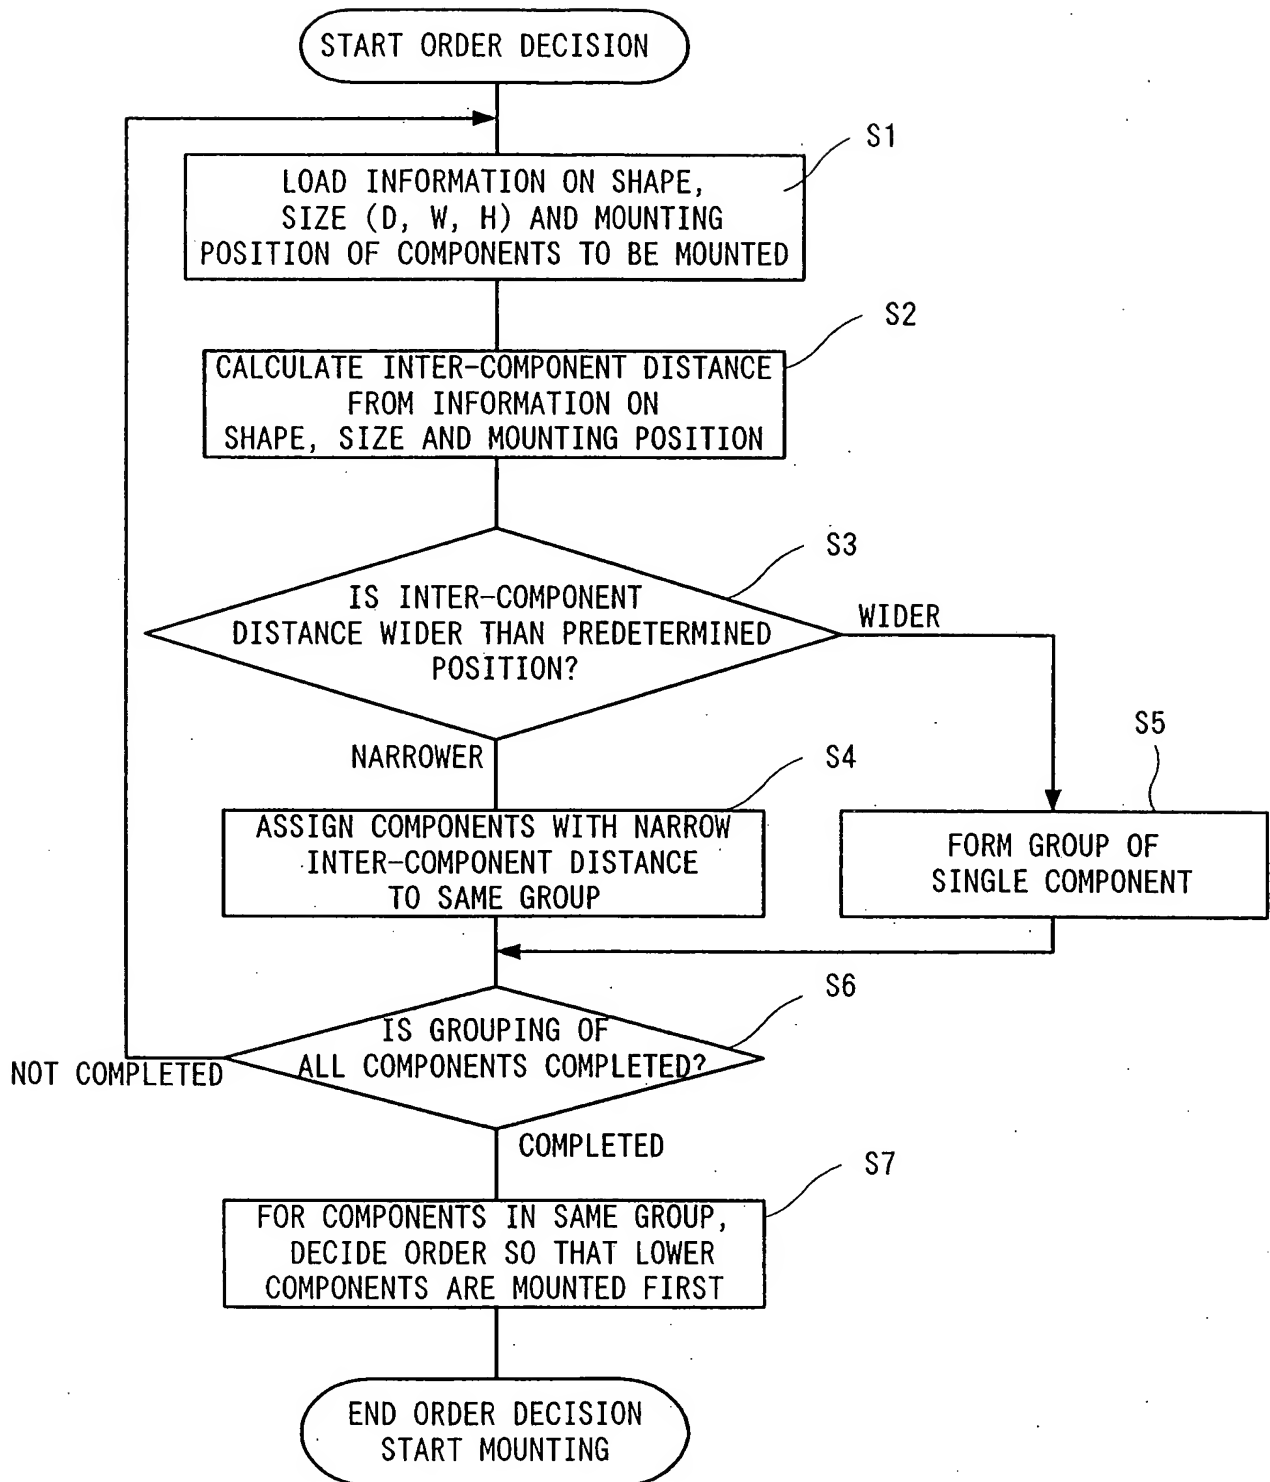 START ORDER DECISION
S1
LOAD INFORMATION ON SHAPE,
SIZE (D, W, H) AND MOUNTING
POSITION OF COMPONENTS TO BE MOUNTED
S2
CALCULATE INTER-COMPONENT DISTANCE
FROM INFORMATION ON
SHAPE, SIZE AND MOUNTING POSITION
S3
IS INTER-COMPONENT
DISTANCE WIDER THAN PREDETERMINED
POSITION?
WIDER
NARROWER
S4
ASSIGN COMPONENTS WITH NARROW
INTER-COMPONENT DISTANCE
TO SAME GROUP
S5
FORM GROUP OF
SINGLE COMPONENT
S6
IS GROUPING OF
ALL COMPONENTS COMPLETED?
NOT COMPLETED
COMPLETED
S7
FOR COMPONENTS IN SAME GROUP,
DECIDE ORDER SO THAT LOWER
COMPONENTS ARE MOUNTED FIRST
END ORDER DECISION
START MOUNTING